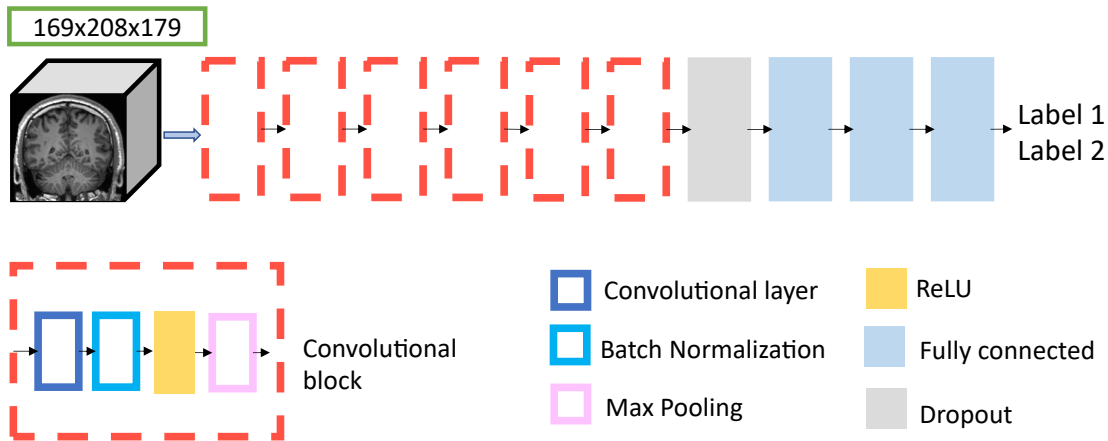 169x208x179
Label 1
Label 2
Convolutional
block
Convolutional layer
Batch Normalization
Max Pooling
ReLU
Fully connected
Dropout